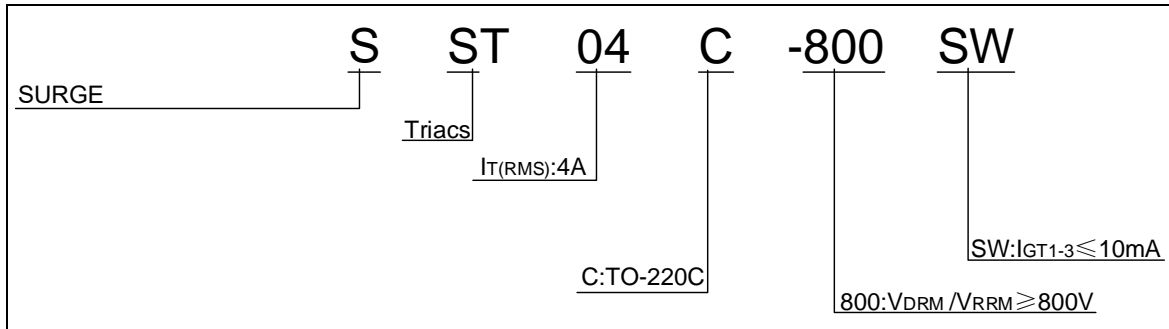 S ST 04 C -800 SW
SURGE
Triacs
IT(RMS):4A
SW:IGT1-3≤10mA
C:TO-220C
800:VDRM /VRRM≥800V